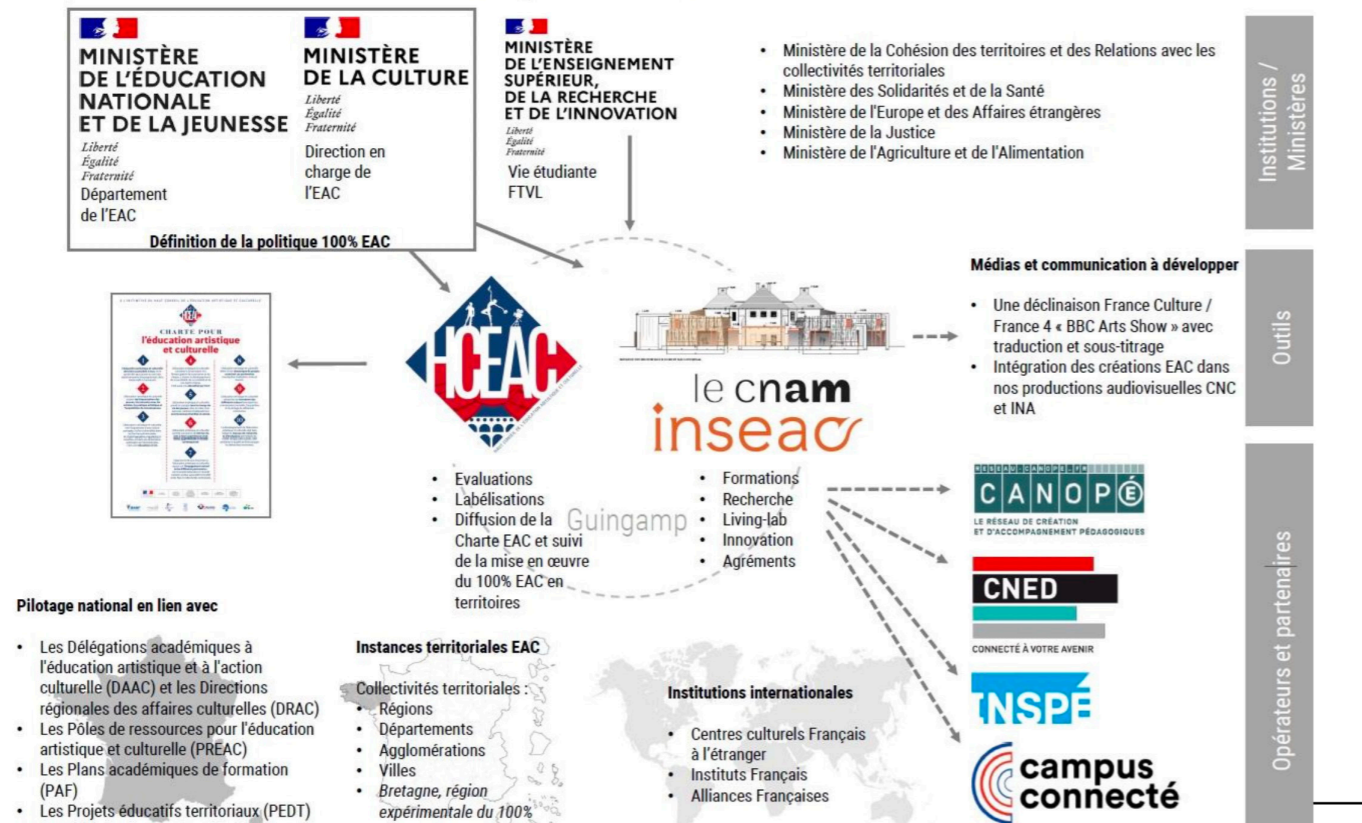 MINISTÈRE
DE L'ÉDUCATION
NATIONALE
ET DE LA JEUNESSE
Liberté
Égalité
Fraternité
Département
de l'EAC
MINISTÈRE
DE LA CULTURE
Liberté
Égalité
Fraternité
Direction en
charge de
l'EAC
Définition de la politique 100% EAC
MINISTÈRE
DE L'ENSEIGNEMENT
SUPÉRIEUR,
DE LA RECHERCHE
ET DE L'INNOVATION
Liberté
Égalité
Fraternité
Vie étudiante
FTVL
• Ministère de la Cohésion des territoires et des Relations avec les
collectivités territoriales
• Ministère des Solidarités et de la Santé
• Ministère de l'Europe et des Affaires étrangères
• Ministère de la Justice
• Ministère de l'Agriculture et de l'Alimentation
Institutions /
Ministères
CHARTE POUR
l'éducation artistique
et culturelle
HCEAC
le cnam
inseac
Médias et communication à développer
• Une déclinaison France Culture /
France 4 « BBC Arts Show » avec
traduction et sous-titrage
• Intégration des créations EAC dans
nos productions audiovisuelles CNC
et INA
Outils
• Evaluations
• Labélisations
• Diffusion de la
Charte EAC et suivi
de la mise en œuvre
du 100% EAC en
territoires
Guingamp
• Formations
• Recherche
• Living-lab
• Innovation
• Agréments
RESEAU-CANOPE.FR
CANOPÉ
LE RÉSEAU DE CRÉATION
ET D'ACCOMPAGNEMENT PÉDAGOGIQUES
CNED
CONNECTÉ À VOTRE AVENIR
INSPÉ
campus
connecté
Opérateurs et partenaires
Pilotage national en lien avec
• Les Délégations académiques à
l'éducation artistique et à l'action
culturelle (DAAC) et les Directions
régionales des affaires culturelles (DRAC)
• Les Pôles de ressources pour l'éducation
artistique et culturelle (PREAC)
• Les Plans académiques de formation
(PAF)
• Les Projets éducatifs territoriaux (PEDT)
Instances territoriales EAC
Collectivités territoriales :
• Régions
• Départements
• Agglomérations
• Villes
• Bretagne, région
expérimentale du 100%
Institutions internationales
• Centres culturels Français
à l'étranger
• Instituts Français
• Alliances Françaises